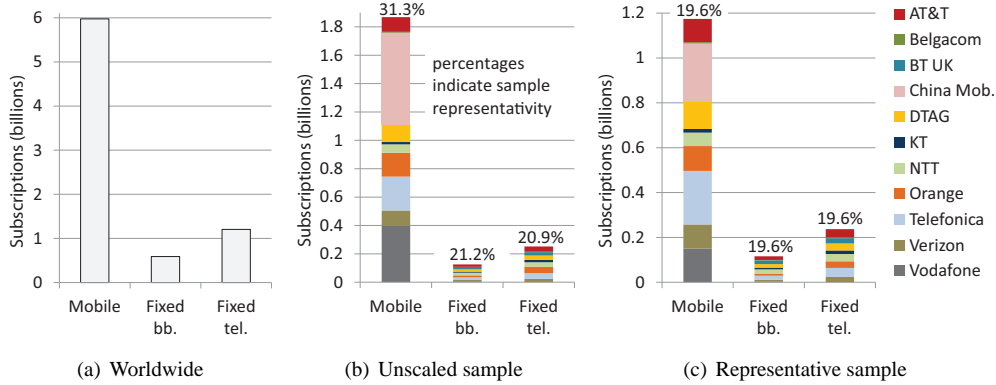 Subscriptions (billions)
6
5
4
3
2
1
0
Mobile
Fixed
bb.
Fixed
tel.
(a) Worldwide
Subscriptions (billions)
1.8
1.6
1.4
1.2
1
0.8
0.6
0.4
0.2
0
31.3%
percentages
indicate sample
representativity
21.2%
20.9%
Mobile
Fixed
bb.
Fixed
tel.
(b) Unscaled sample
Subscriptions (billions)
1.2
1
0.8
0.6
0.4
0.2
0
19.6%
19.6%
19.6%
Mobile
Fixed
bb.
Fixed
tel.
(c) Representative sample
AT&T
Belgacom
BT UK
China Mob.
DTAG
KT
NTT
Orange
Telefonica
Verizon
Vodafone